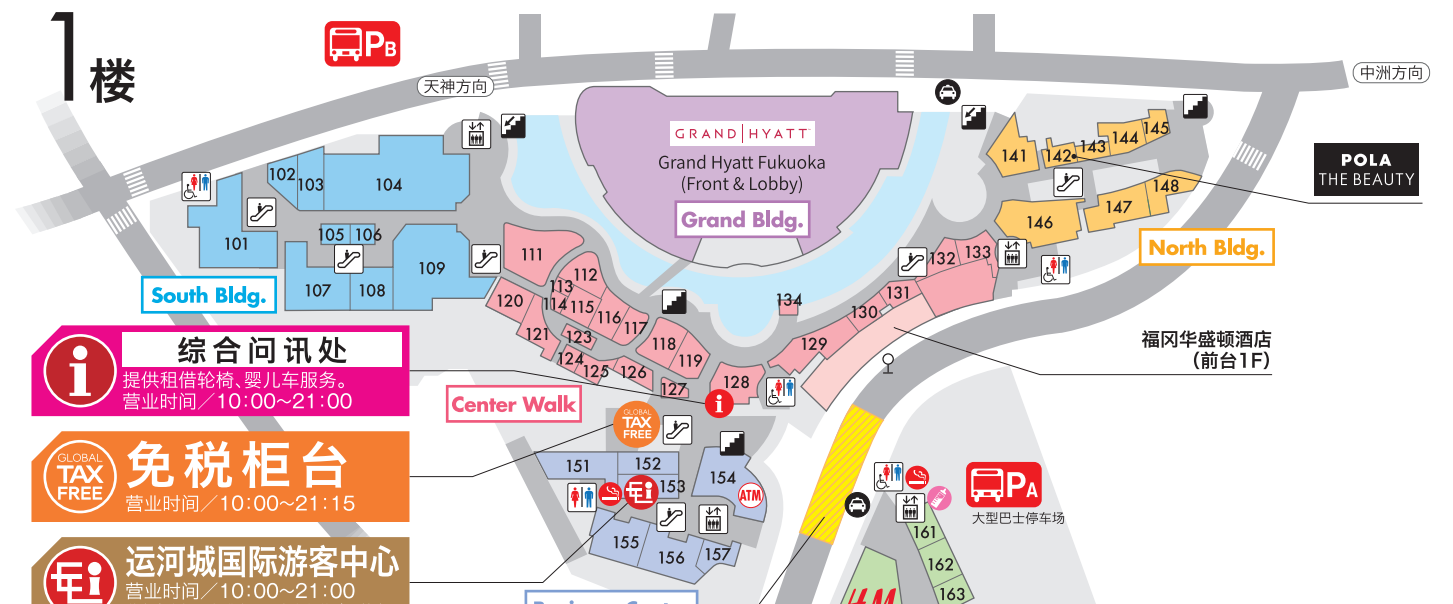 1楼
PB
天神方向
中洲方向
GRAND HYATT
Grand Hyatt Fukuoka
(Front & Lobby)
Grand Bldg.
POLA
THE BEAUTY
141
142
143
144
145
146
147
148
North Bldg.
101
102
103
104
105
106
107
108
109
South Bldg.
111
112
113
114
115
116
117
118
119
120
121
123
124
125
126
127
128
129
130
131
132
133
134
Center Walk
福冈华盛顿酒店
(前台1F)
综合问讯处
提供租借轮椅、婴儿车服务。
营业时间／10:00～21:00
GLOBAL
TAX
FREE
免税柜台
营业时间／10:00～21:15
运河城国际游客中心
营业时间／10:00～21:00
GLOBAL
TAX
FREE
151
152
153
154
ATM
155
156
157
PA
大型巴士停车场
161
162
163
H&M